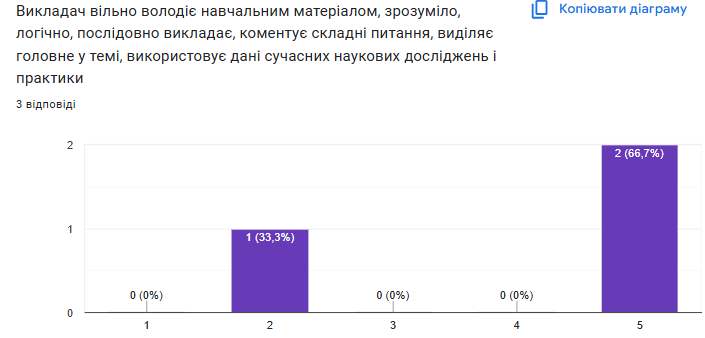 Викладач вільно володіє навчальним матеріалом, зрозуміло,
Копіювати діаграму
логічно, послідовно викладає, коментує складні питання, виділяє
головне у темі, використовує дані сучасних наукових досліджень і
практики
3 відповіді
2
2 (66,7%)
1
1 (33,3%)
0 (0%)
0 (0%)
0 (0%)
0
1
2
3
4
5